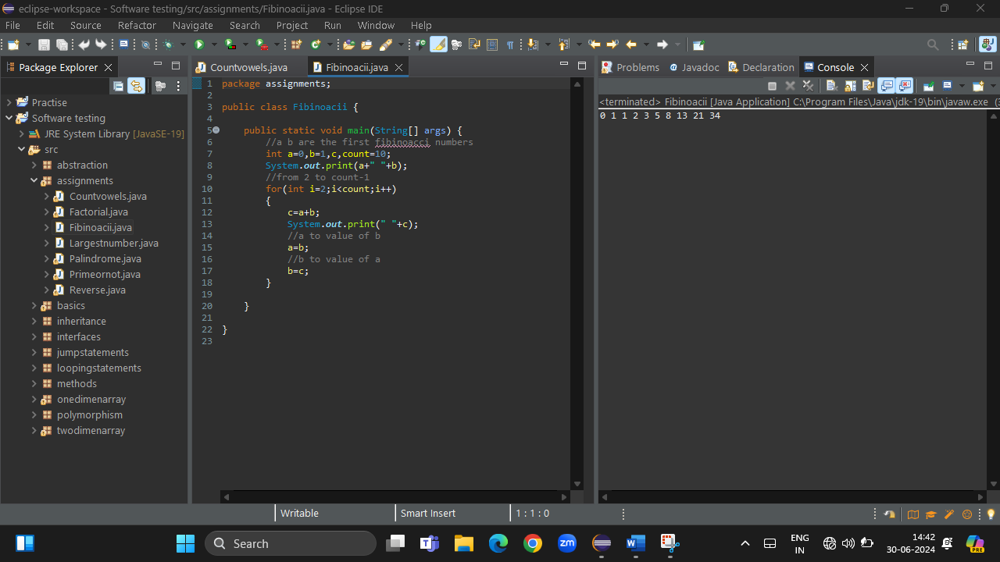 eclipse-workspace - Software testing/src/assignments/Fibinoacii.java - Eclipse IDE
File Edit Source Refactor Navigate Search Project Run Window Help
Package Explorer
Practise
Software testing
JRE System Library [JavaSE-19]
src
abstraction
assignments
Countvowels.java
Factorial.java
Fibinoacii.java
Largestnumber.java
Palindrome.java
Primeornot.java
Reverse.java
basics
inheritance
interfaces
jumpstatements
loopingstatements
methods
onedimenarray
polymorphism
twodimenarray
Countvowels.java Fibinoacii.java
1 package assignments;
2
3 public class Fibinoacii {
4
5 public static void main(String[] args) {
6 //a b are the first fibinoacci numbers
7 int a=0,b=1,c,count=10;
8 System.out.print(a+" "+b);
9 //from 2 to count-1
10 for(int i=2;i<count;i++)
11 {
12 c=a+b;
13 System.out.print(" "+c);
14 //a to value of b
15 a=b;
16 //b to value of a
17 b=c;
18 }
19
20 }
21
22 }
23
Problems Javadoc Declaration Console
<terminated> Fibinoacii [Java Application] C:\Program Files\Java\jdk-19\bin\javaw.exe (3
0 1 1 2 3 5 8 13 21 34
Writable Smart Insert 1 : 1 : 0
Search
zm
ENG
IN
14:42
30-06-2024
PRE